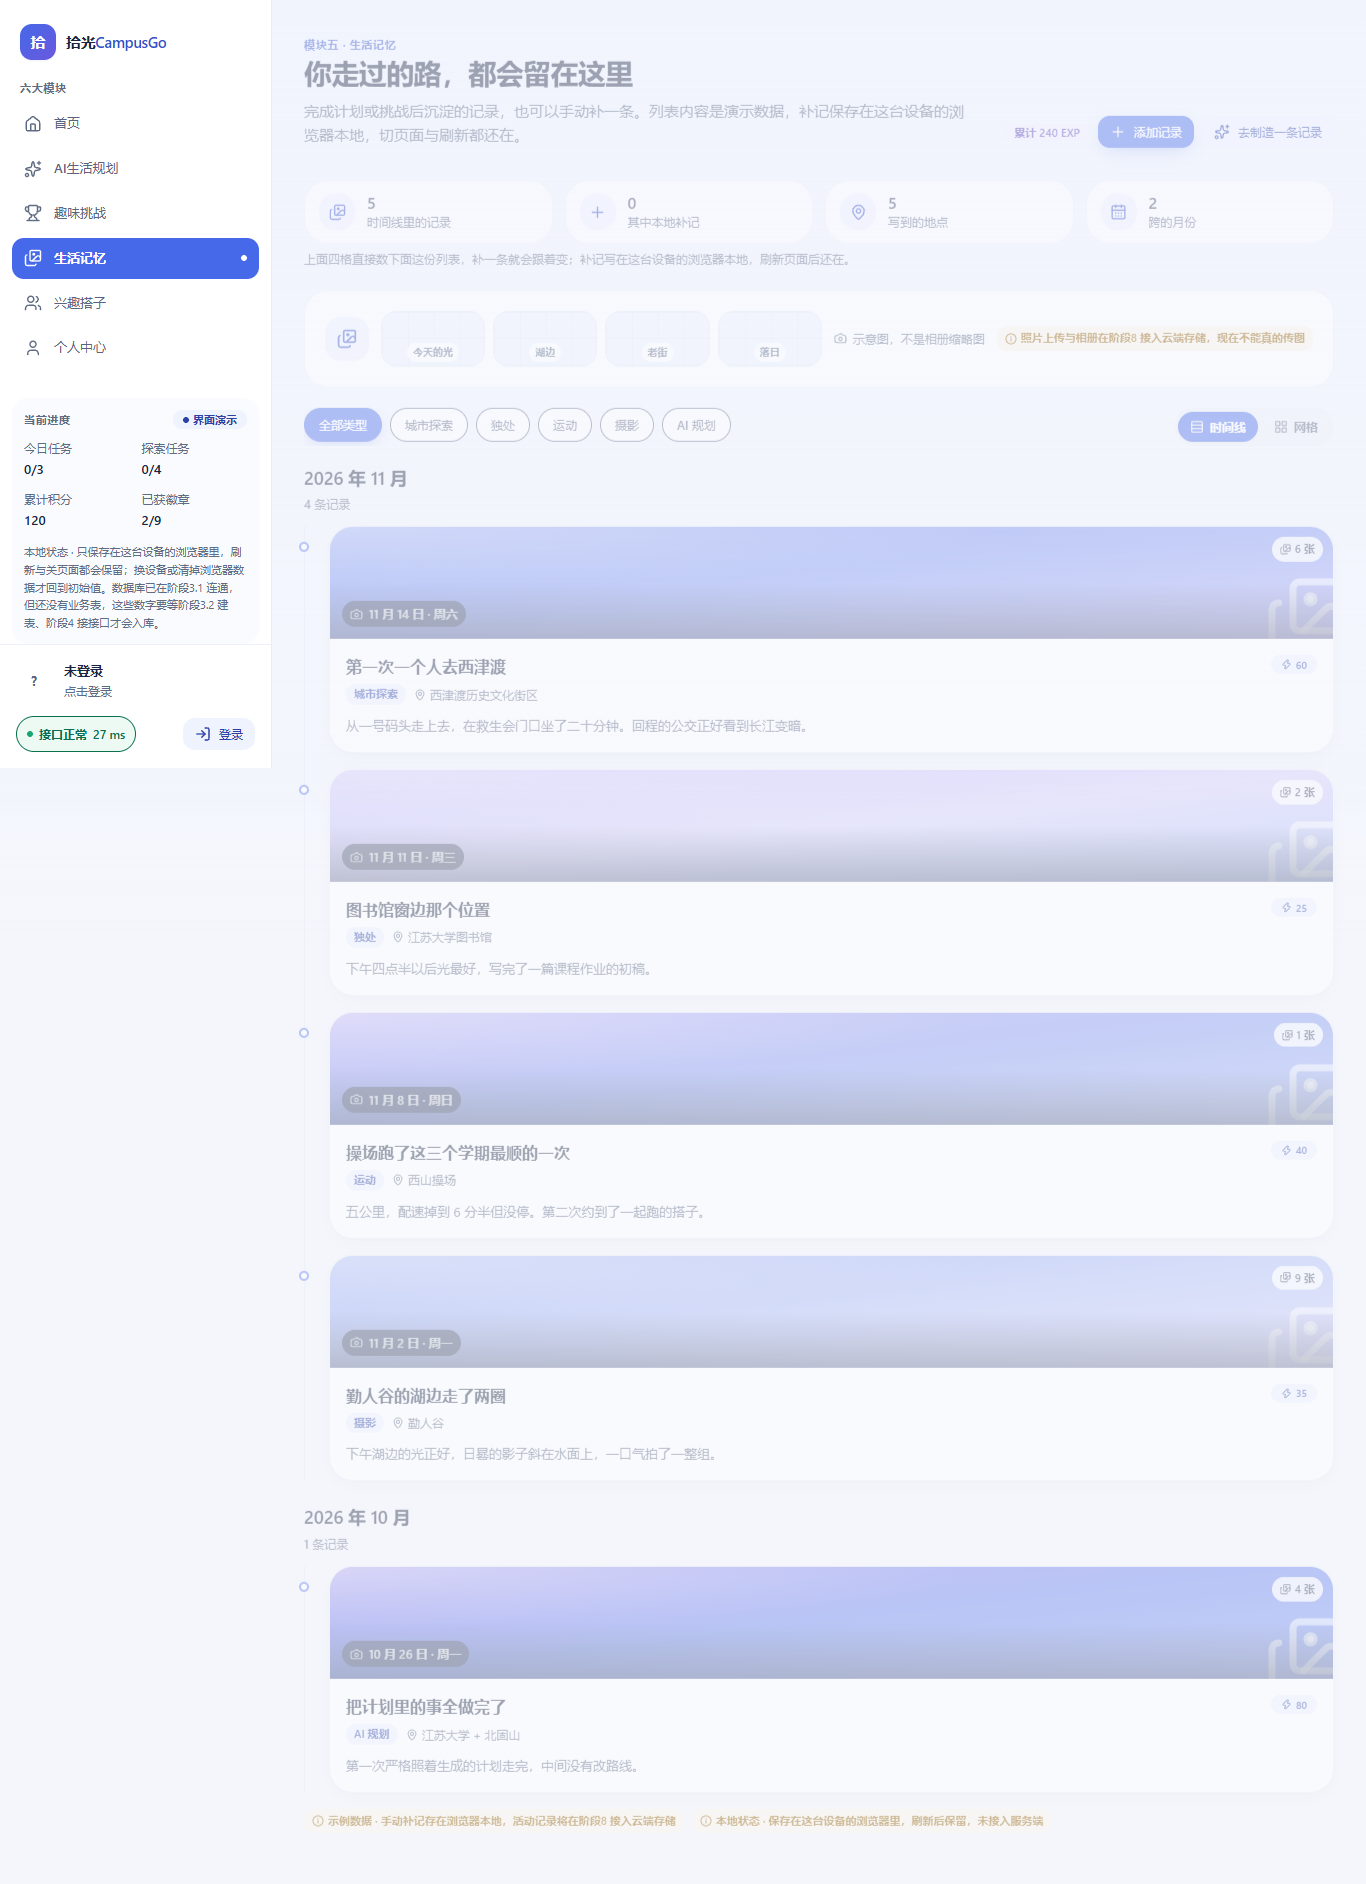 拾 拾光CampusGo
六大模块
首页
AI生活规划
趣味挑战
生活记忆
兴趣搭子
个人中心
当前进度
界面演示
今日任务 探索任务
0/3 0/4
累计积分 已获徽章
120 2/9
本地状态 · 只保存在这台设备的浏览器里，刷
新与关页面都会保留；换设备或清掉浏览器数
据才回到初始值。数据库已在阶段3.1 连通，
但还没有业务表，这些数字要等阶段3.2 建
表、阶段4 接接口才会入库。
? 未登录
点击登录
接口正常 27 ms
登录
模块五 · 生活记忆
你走过的路，都会留在这里
完成计划或挑战后沉淀的记录，也可以手动补一条。列表内容是演示数据，补记保存在这台设备的浏
览器本地，切页面与刷新都还在。
累计 240 EXP
添加记录
去制造一条记录
5
时间线里的记录
0
其中本地补记
5
写到的地点
2
跨的月份
上面四格直接数下面这份列表，补一条就会跟着变；补记写在这台设备的浏览器本地，刷新页面后还在。
今天的光
湖边
老街
落日
示意图，不是相册缩略图
照片上传与相册在阶段8 接入云端存储，现在不能真的传图
全部类型
城市探索
独处
运动
摄影
AI 规划
时间线
网格
2026 年 11 月
4 条记录
6 张
11 月 14 日 · 周六
第一次一个人去西津渡
60
城市探索 西津渡历史文化街区
从一号码头走上去，在救生会门口坐了二十分钟。回程的公交正好看到长江变暗。
2 张
11 月 11 日 · 周三
图书馆窗边那个位置
25
独处 江苏大学图书馆
下午四点半以后光最好，写完了一篇课程作业的初稿。
1 张
11 月 8 日 · 周日
操场跑了这三个学期最顺的一次
40
运动 西山操场
五公里，配速掉到 6 分半但没停。第二次约到了一起跑的搭子。
9 张
11 月 2 日 · 周一
勤人谷的湖边走了两圈
35
摄影 勤人谷
下午湖边的光正好，日晷的影子斜在水面上，一口气拍了一整组。
2026 年 10 月
1 条记录
4 张
10 月 26 日 · 周一
把计划里的事全做完了
80
AI 规划 江苏大学 + 北固山
第一次严格照着生成的计划走完，中间没有改路线。
示例数据 · 手动补记存在浏览器本地，活动记录将在阶段8 接入云端存储
本地状态 · 保存在这台设备的浏览器里，刷新后保留，未接入服务端